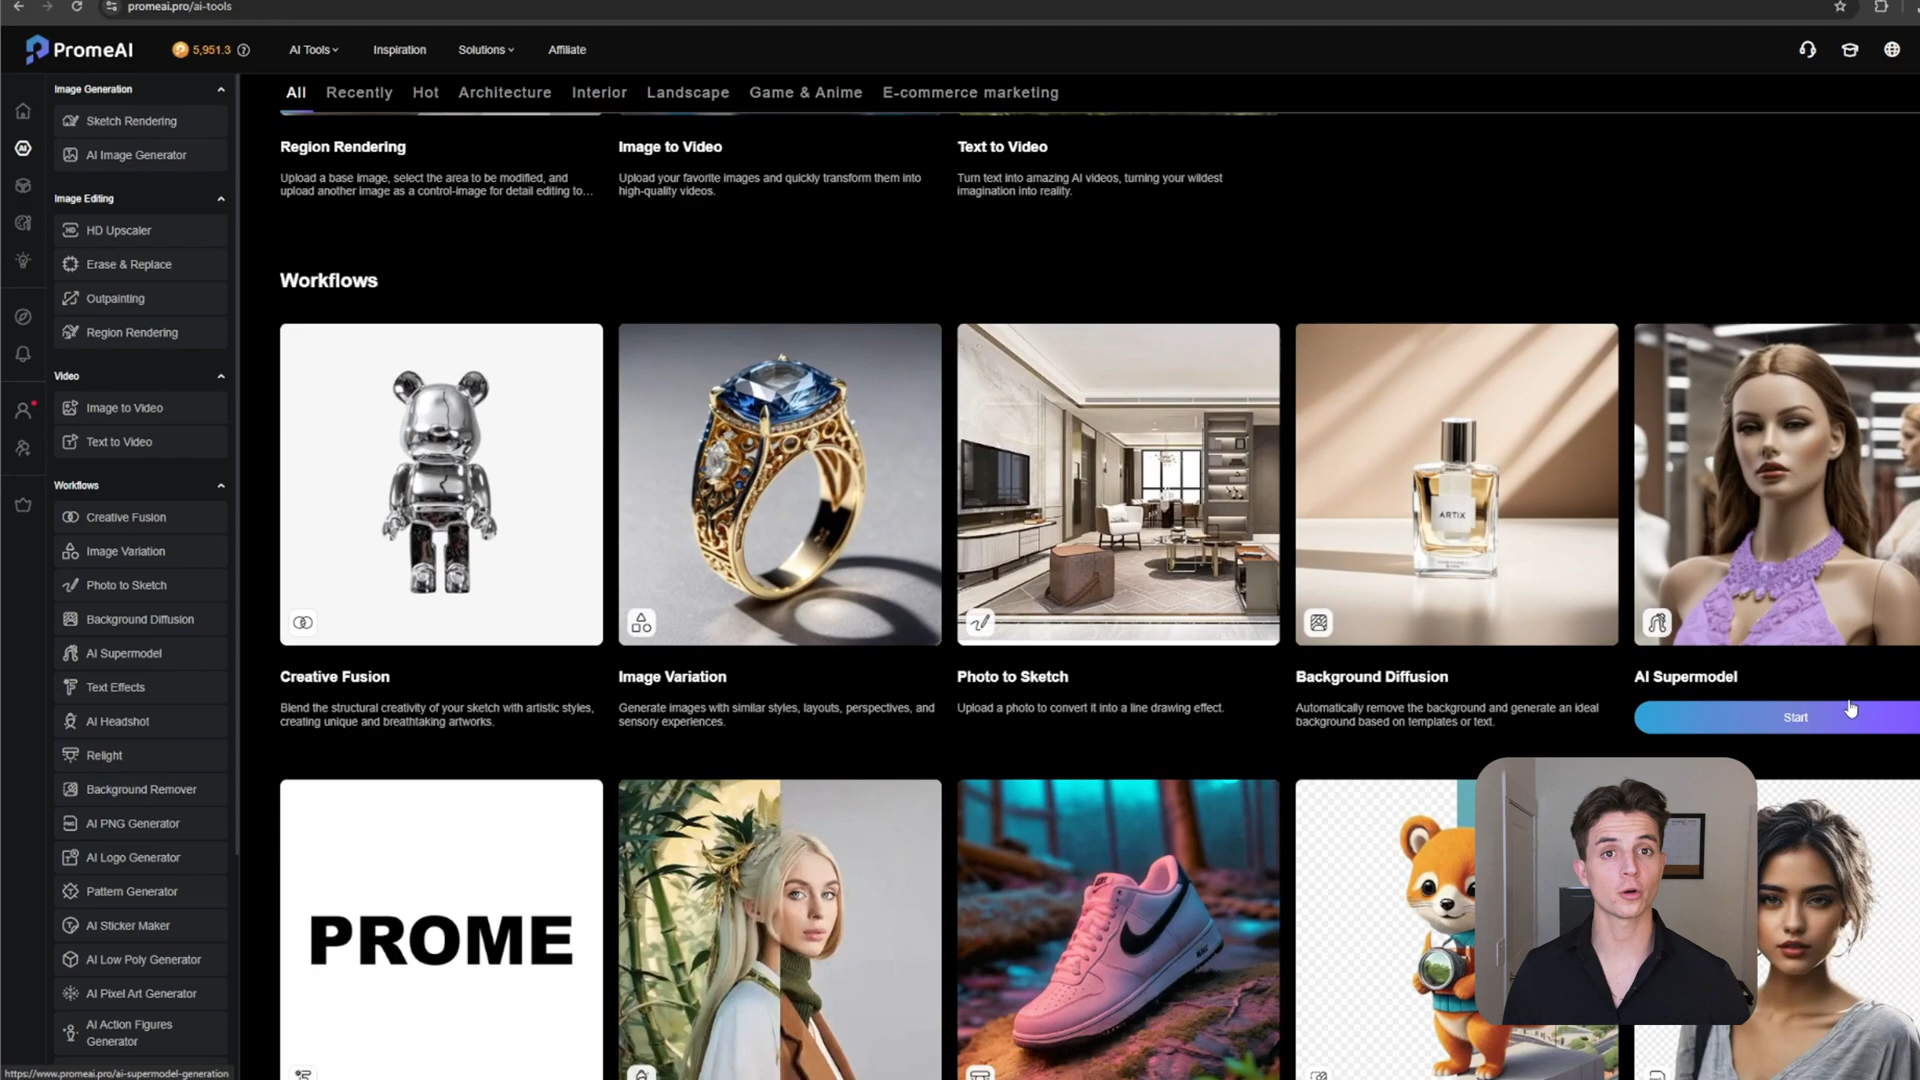 promeai.pro/ai-tools
PromeAI
5,951.3
AI Tools
Inspiration
Solutions
Affiliate
Image Generation
Sketch Rendering
AI Image Generator
Image Editing
HD Upscaler
Erase & Replace
Outpainting
Region Rendering
Video
Image to Video
Text to Video
Workflows
Creative Fusion
Image Variation
Photo to Sketch
Background Diffusion
AI Supermodel
Text Effects
AI Headshot
Relight
Background Remover
AI PNG Generator
AI Logo Generator
Pattern Generator
AI Sticker Maker
AI Low Poly Generator
AI Pixel Art Generator
AI Action Figures
Generator
https://www.promeai.pro/ai-supermodel-generation
All
Recently
Hot
Architecture
Interior
Landscape
Game & Anime
E-commerce marketing
Region Rendering
Upload a base image, select the area to be modified, and
upload another image as a control-image for detail editing to...
Image to Video
Upload your favorite images and quickly transform them into
high-quality videos.
Text to Video
Turn text into amazing AI videos, turning your wildest
imagination into reality.
Workflows
ARTIX
Creative Fusion
Blend the structural creativity of your sketch with artistic styles,
creating unique and breathtaking artworks.
Image Variation
Generate images with similar styles, layouts, perspectives, and
sensory experiences.
Photo to Sketch
Upload a photo to convert it into a line drawing effect.
Background Diffusion
Automatically remove the background and generate an ideal
background based on templates or text.
AI Supermodel
Start
PROME